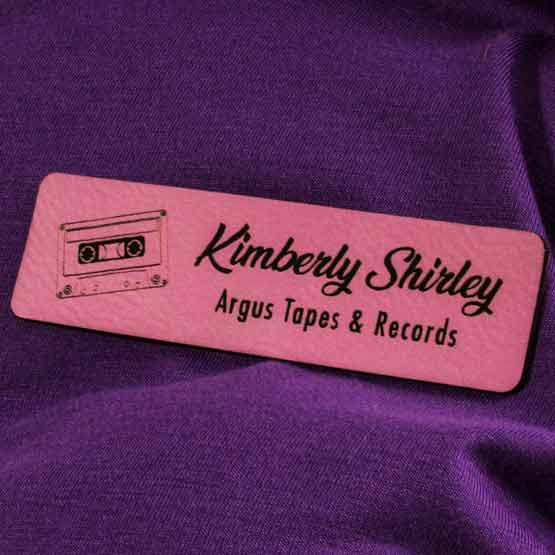 Kimberly Shirley
Argus Tapes & Records